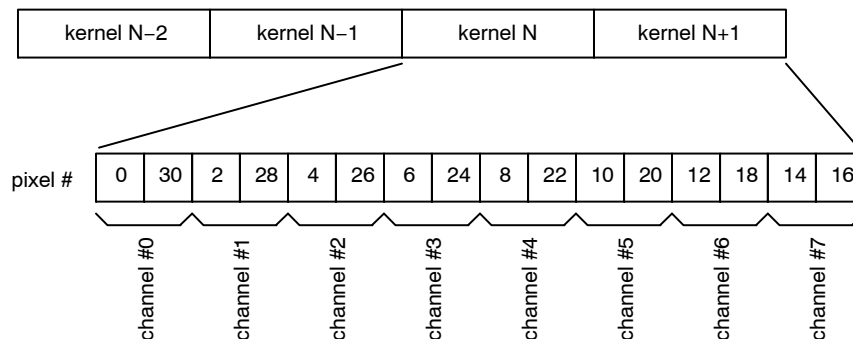 kernel N−2 kernel N−1 kernel N kernel N+1
pixel # 0 30 2 28 4 26 6 24 8 22 10 20 12 18 14 16
channel #0 channel #1 channel #2 channel #3 channel #4 channel #5 channel #6 channel #7